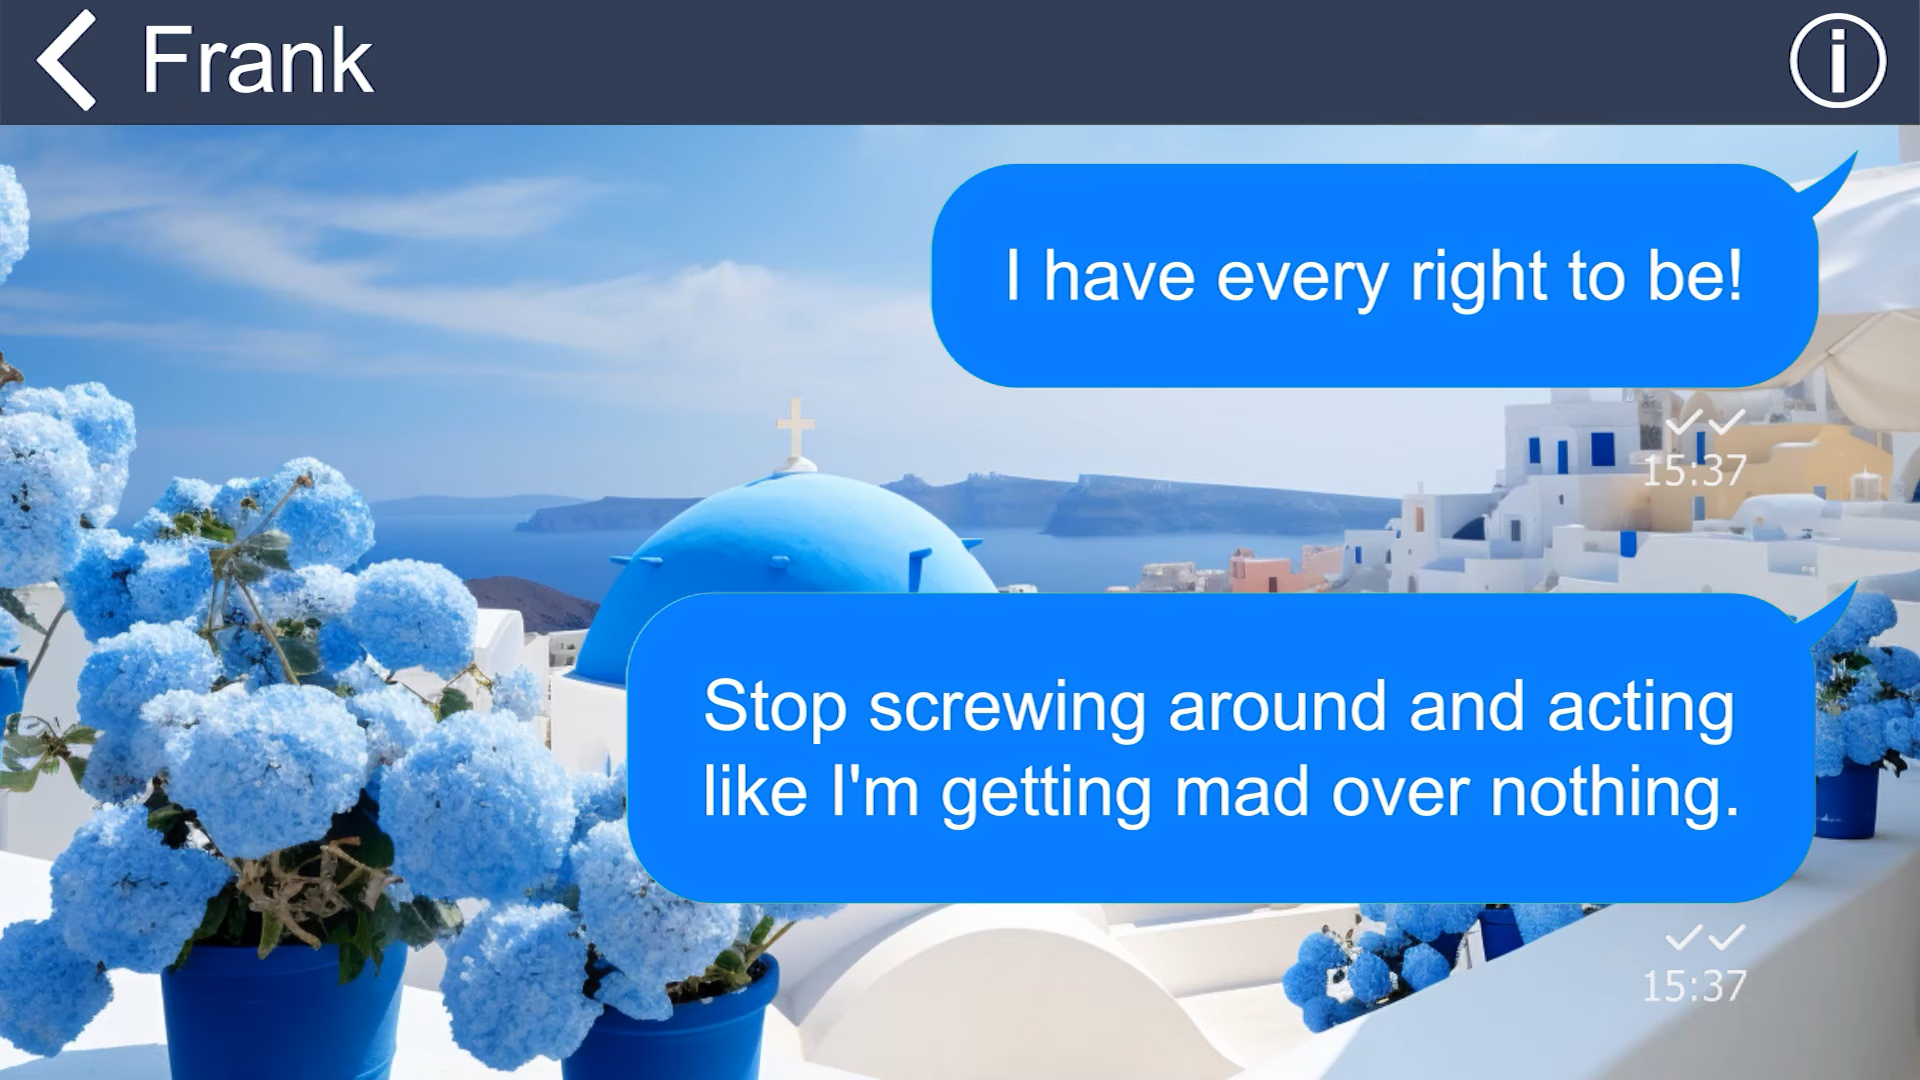 Frank
I have every right to be!
15:37
Stop screwing around and acting
like I'm getting mad over nothing.
15:37